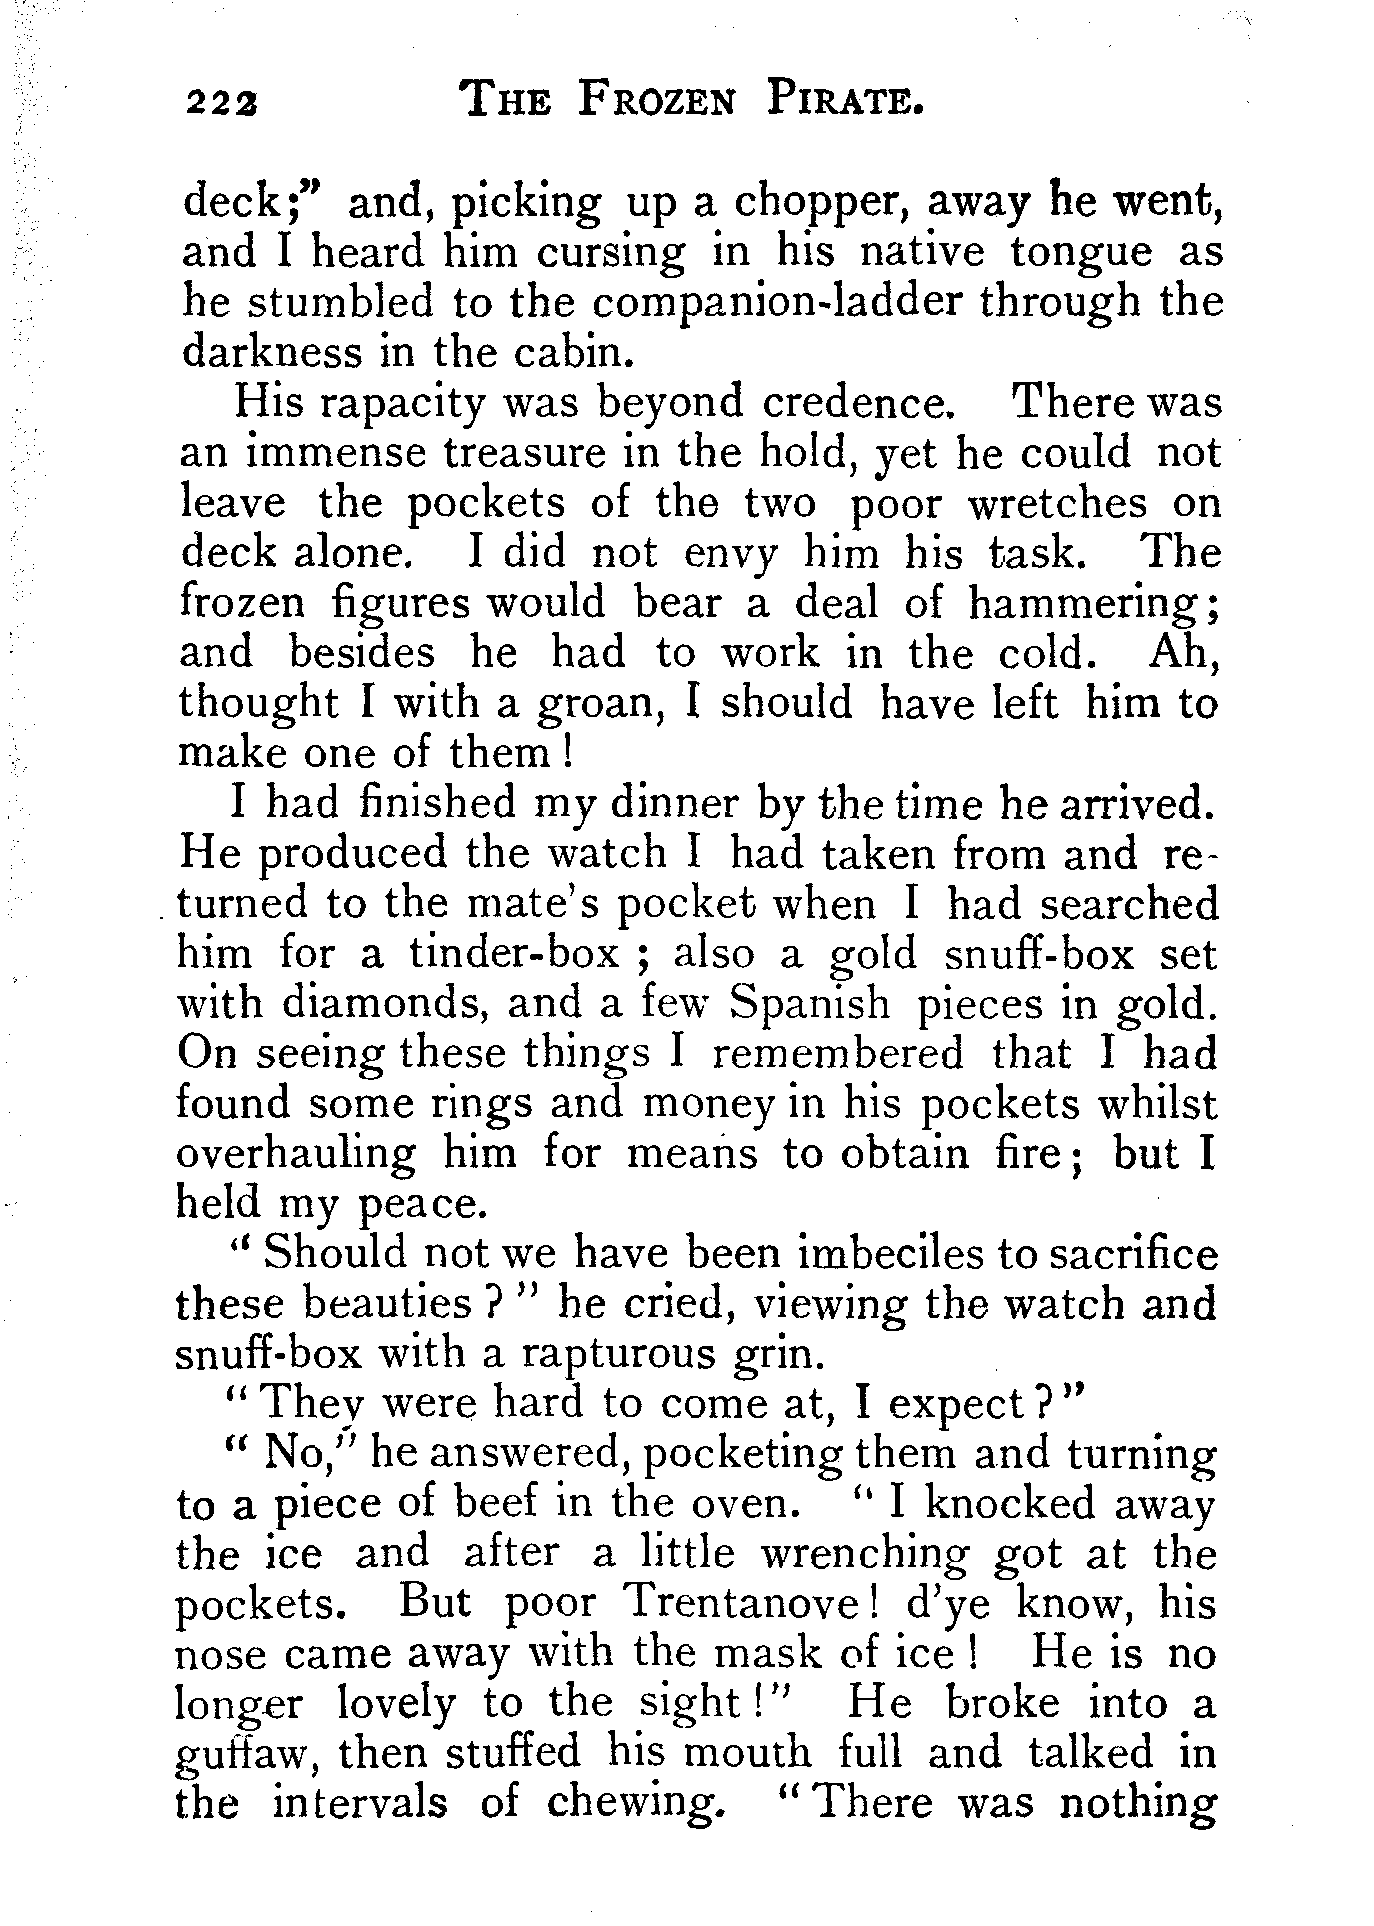 222 THE FROZEN PIRATE.
deck;" and, picking up a chopper, away he went,
and I heard him cursing in his native tongue as
he stumbled to the companion-ladder through the
darkness in the cabin.
His rapacity was beyond credence. There was
an immense treasure in the hold, yet he could not
leave the pockets of the two poor wretches on
deck alone. I did not envy him his task. The
frozen figures would bear a deal of hammering;
and besides he had to work in the cold. Ah,
thought I with a groan, I should have left him to
make one of them!
I had finished my dinner by the time he arrived.
He produced the watch I had taken from and re-
turned to the mate's pocket when I had searched
him for a tinder-box ; also a gold snuff-box set
with diamonds, and a few Spanish pieces in gold.
On seeing these things I remembered that I had
found some rings and money in his pockets whilst
overhauling him for means to obtain fire; but I
held my peace.
"Should not we have been imbeciles to sacrifice
these beauties?" he cried, viewing the watch and
snuff-box with a rapturous grin.
"They were hard to come at, I expect?"
"No," he answered, pocketing them and turning
to a piece of beef in the oven. "I knocked away
the ice and after a little wrenching got at the
pockets. But poor Trentanove! d'ye know, his
nose came away with the mask of ice! He is no
longer lovely to the sight!" He broke into a
guffaw, then stuffed his mouth full and talked in
the intervals of chewing. "There was nothing